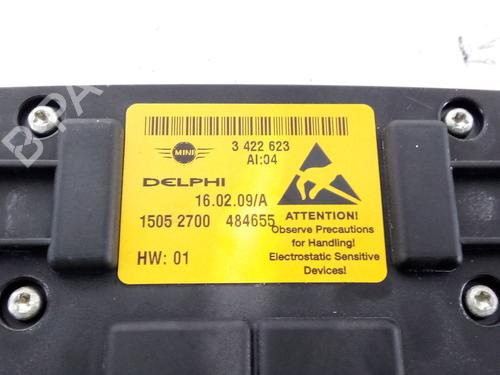 MINI
3 422 623
AI:04
DELPHI
16.02.09/A
1505 2700 484655
HW: 01
ATTENTION!
Observe Precautions
for Handling!
Electrostatic Sensitive
Devices!
B-PARTS